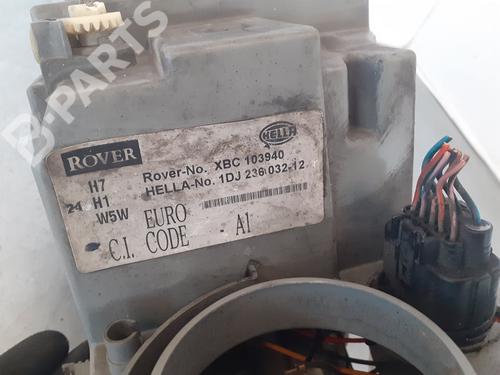 B-PARTS
HELLA
ROVER
Rover-No. XBC 103940
HELLA-No. 1DJ 236 032-12
H7
24 H1
W5W
EURO
C.I. CODE A1